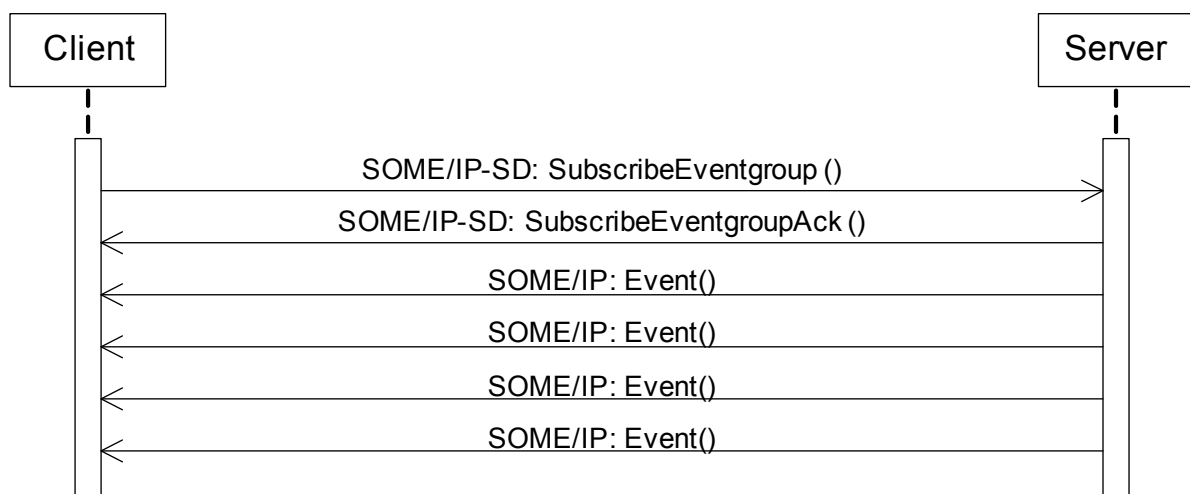 Client
Server
SOME/IP-SD: SubscribeEventgroup ()
SOME/IP-SD: SubscribeEventgroupAck ()
SOME/IP: Event()
SOME/IP: Event()
SOME/IP: Event()
SOME/IP: Event()